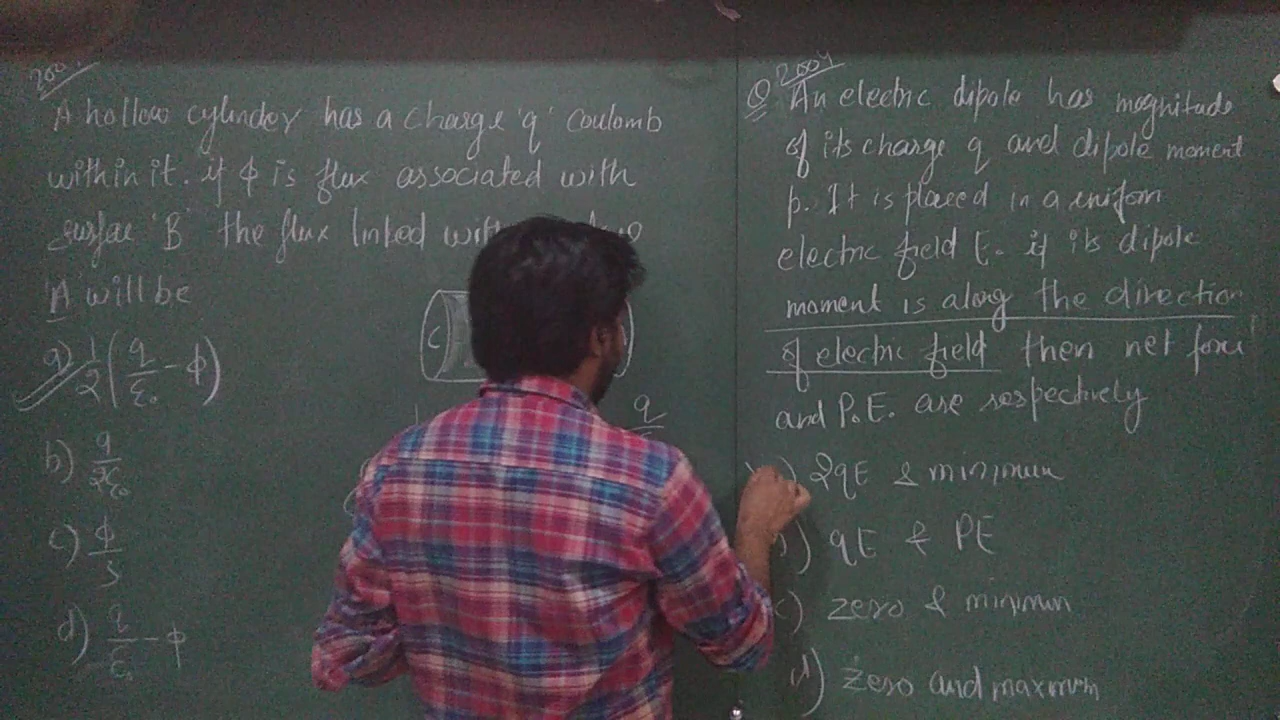 200
A hollow cylinder has a charge 'q' coulomb
within it. if ϕ is flux associated with
surface 'B' the flux linked with
'A' will be
a) 1/2 (q/ε₀ - ϕ)
b) q/2ε₀
c) ϕ/3
d) q/ε₀ - ϕ
C
q
Q 2004
An electric dipole has magnitude
of its charge q and dipole moment
p. It is placed in a uniform
electric field E. if its dipole
moment is along the direction
of electric field then net force
and P.E. are respectively
) 2qE & minimum
) qE & PE
c) zero & minimum
d) zero and maximum